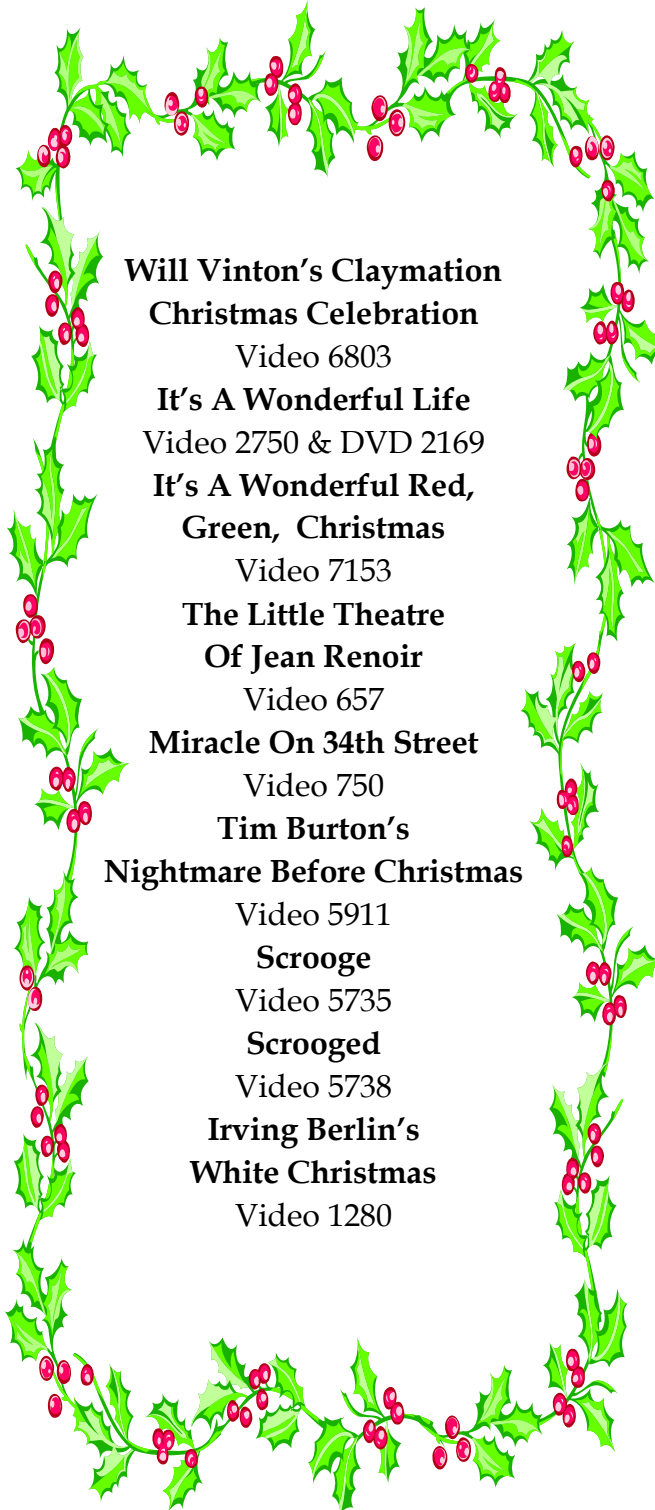 Will Vinton’s Claymation
Christmas Celebration
Video 6803
It’s A Wonderful Life
Video 2750 & DVD 2169
It’s A Wonderful Red,
Green,  Christmas
Video 7153
The Little Theatre
Of Jean Renoir
Video 657
Miracle On 34th Street
Video 750
Tim Burton’s
Nightmare Before Christmas
Video 5911
Scrooge
Video 5735
Scrooged
Video 5738
Irving Berlin’s
White Christmas
Video 1280